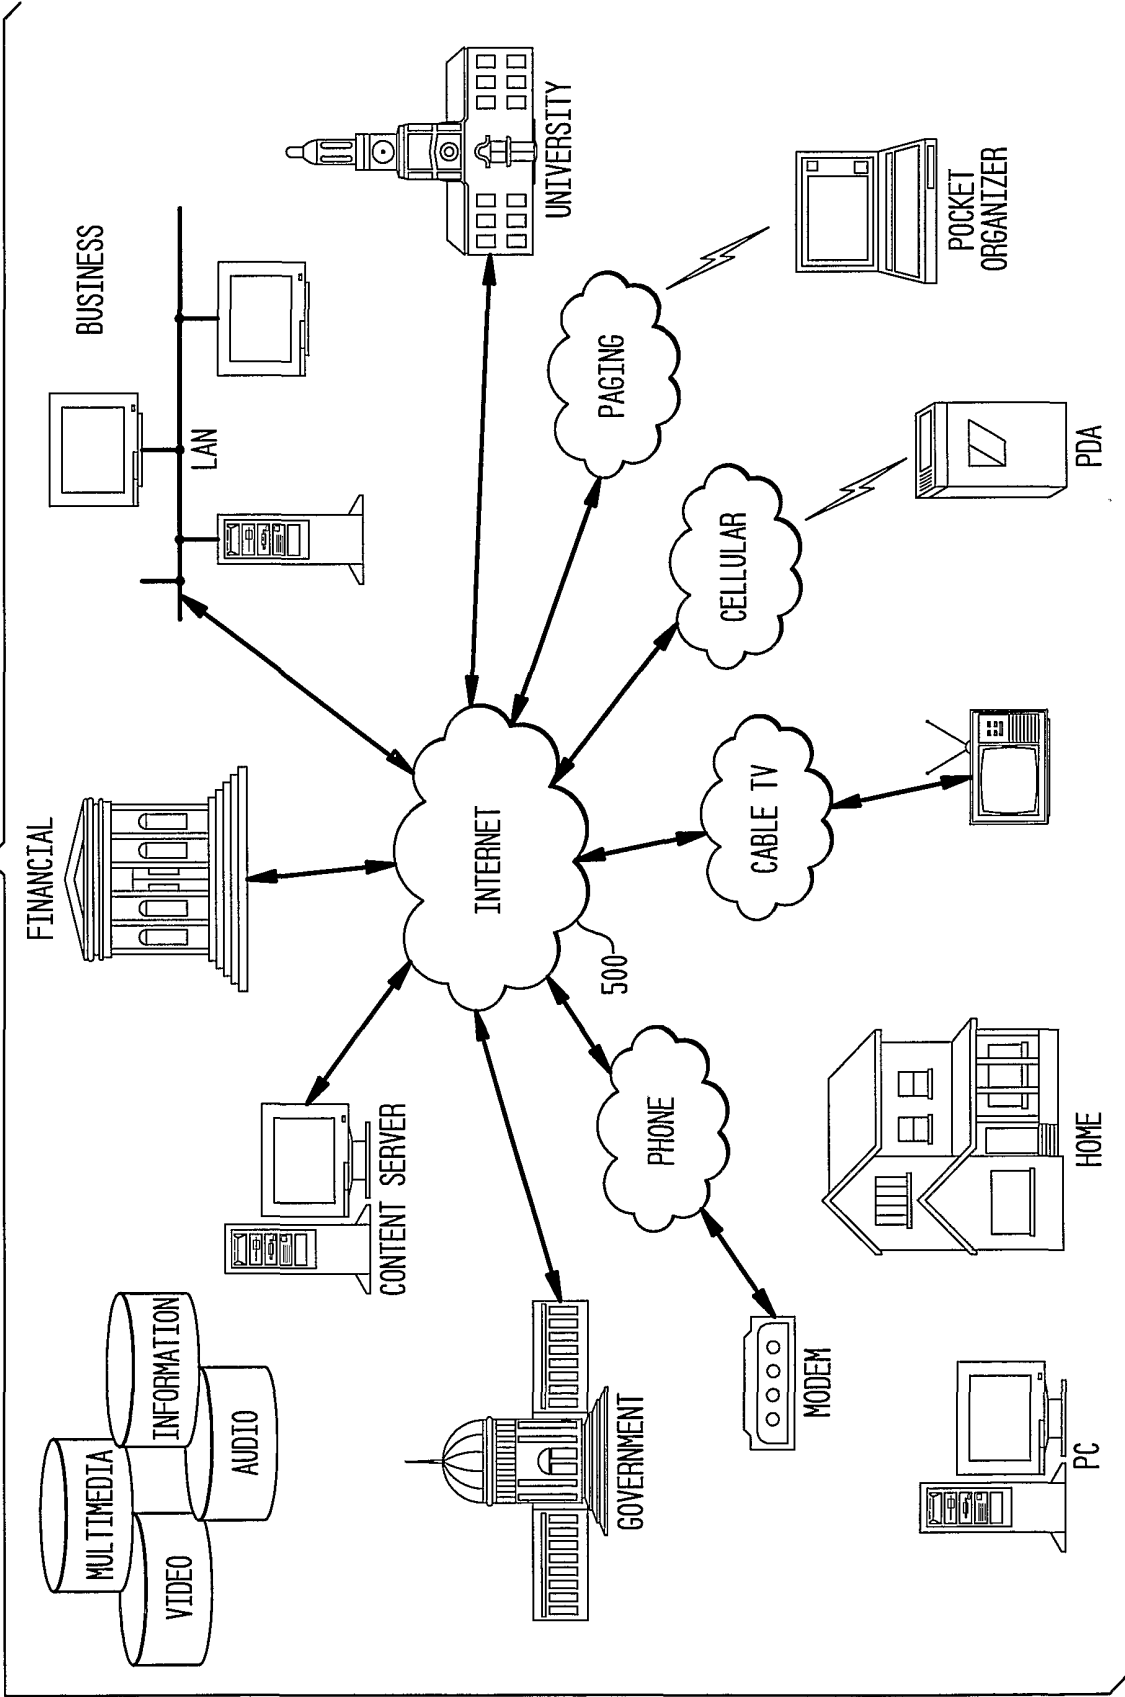 MULTIMEDIA
INFORMATION
VIDEO
AUDIO
FINANCIAL
BUSINESS
LAN
CONTENT SERVER
INTERNET
UNIVERSITY
500
GOVERNMENT
PHONE
CABLE TV
CELLULAR
PAGING
MODEM
POCKET
ORGANIZER
PC
HOME
PDA